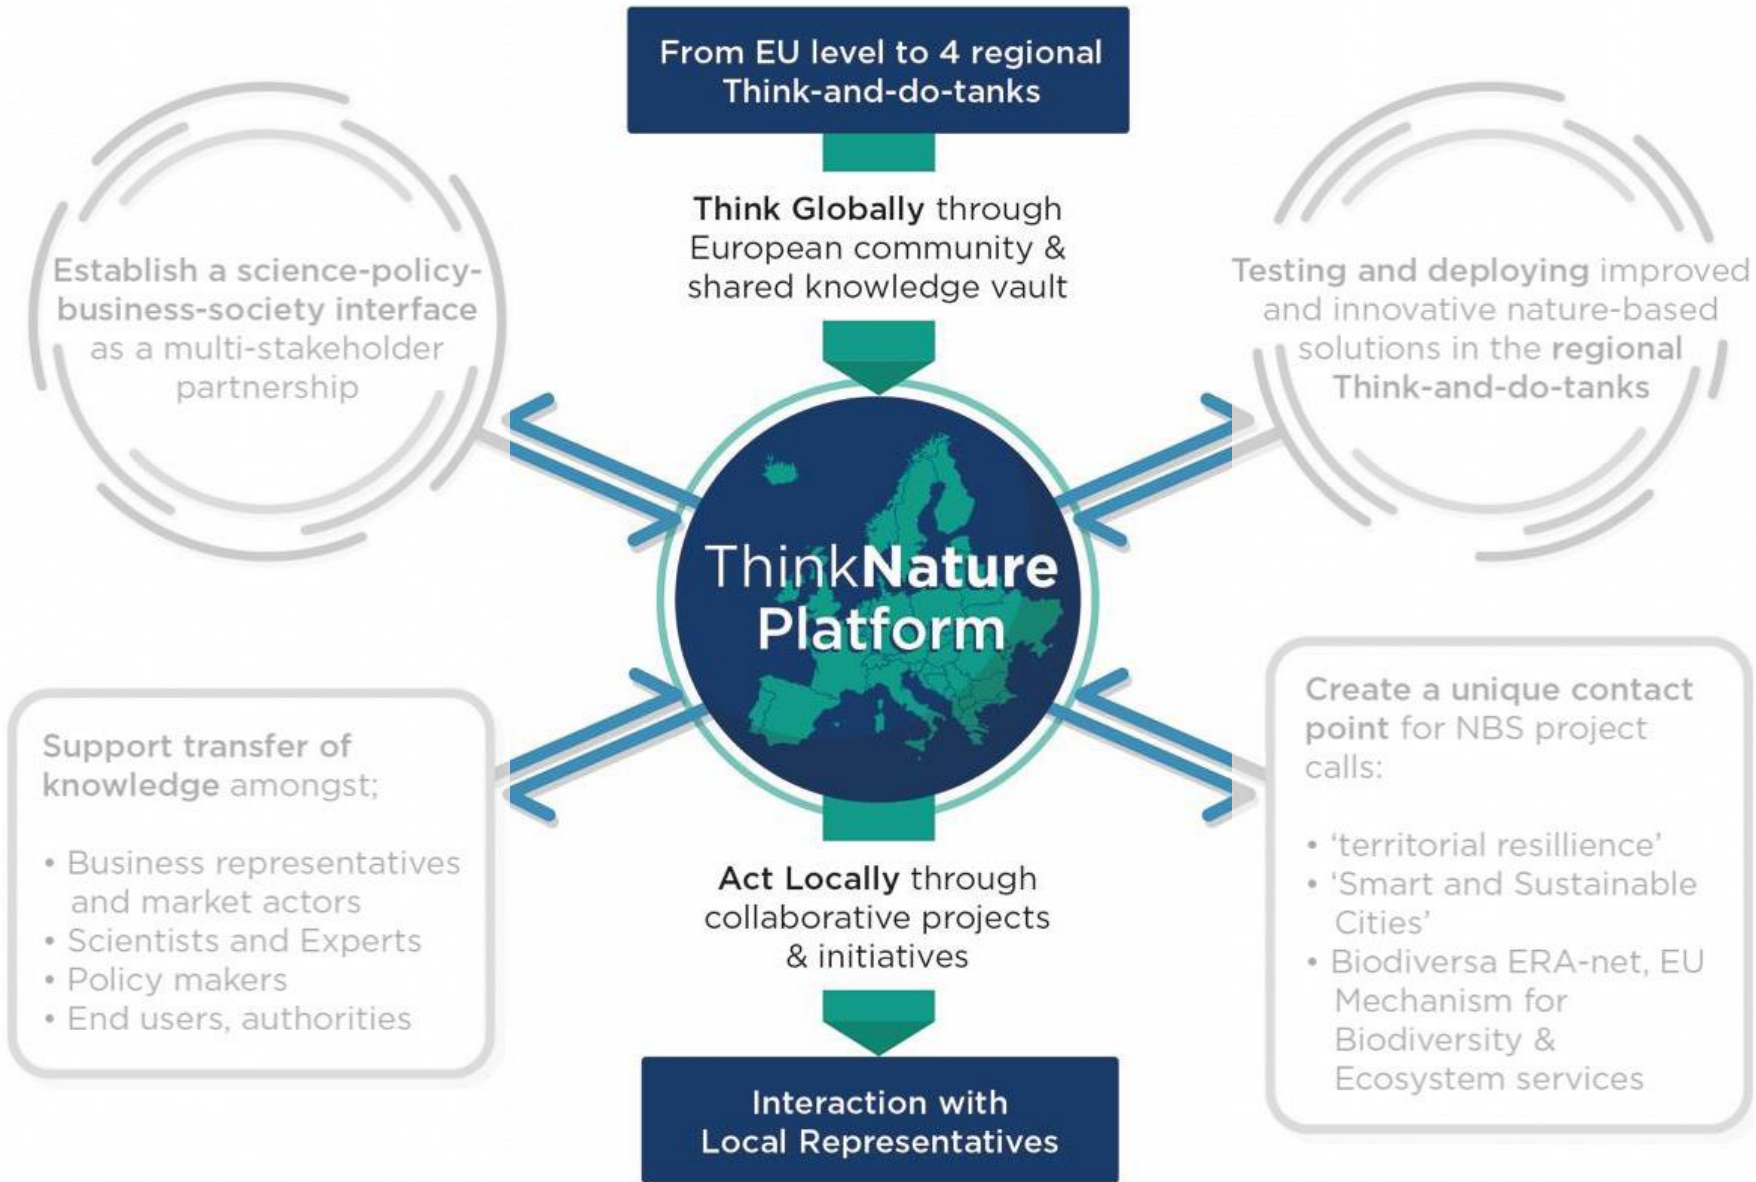 From EU level to 4 regional
Think-and-do-tanks
Think Globally through
European community &
shared knowledge vault
Establish a science-policy-
business-society interface
as a multi-stakeholder
partnership
Testing and deploying improved
and innovative nature-based
solutions in the regional
Think-and-do-tanks
ThinkNature
Platform
Support transfer of
knowledge amongst;
• Business representatives
and market actors
• Scientists and Experts
• Policy makers
• End users, authorities
Create a unique contact
point for NBS project
calls:
• ‘territorial resillience’
• ‘Smart and Sustainable
Cities’
• Biodiversa ERA-net, EU
Mechanism for
Biodiversity &
Ecosystem services
Act Locally through
collaborative projects
& initiatives
Interaction with
Local Representatives